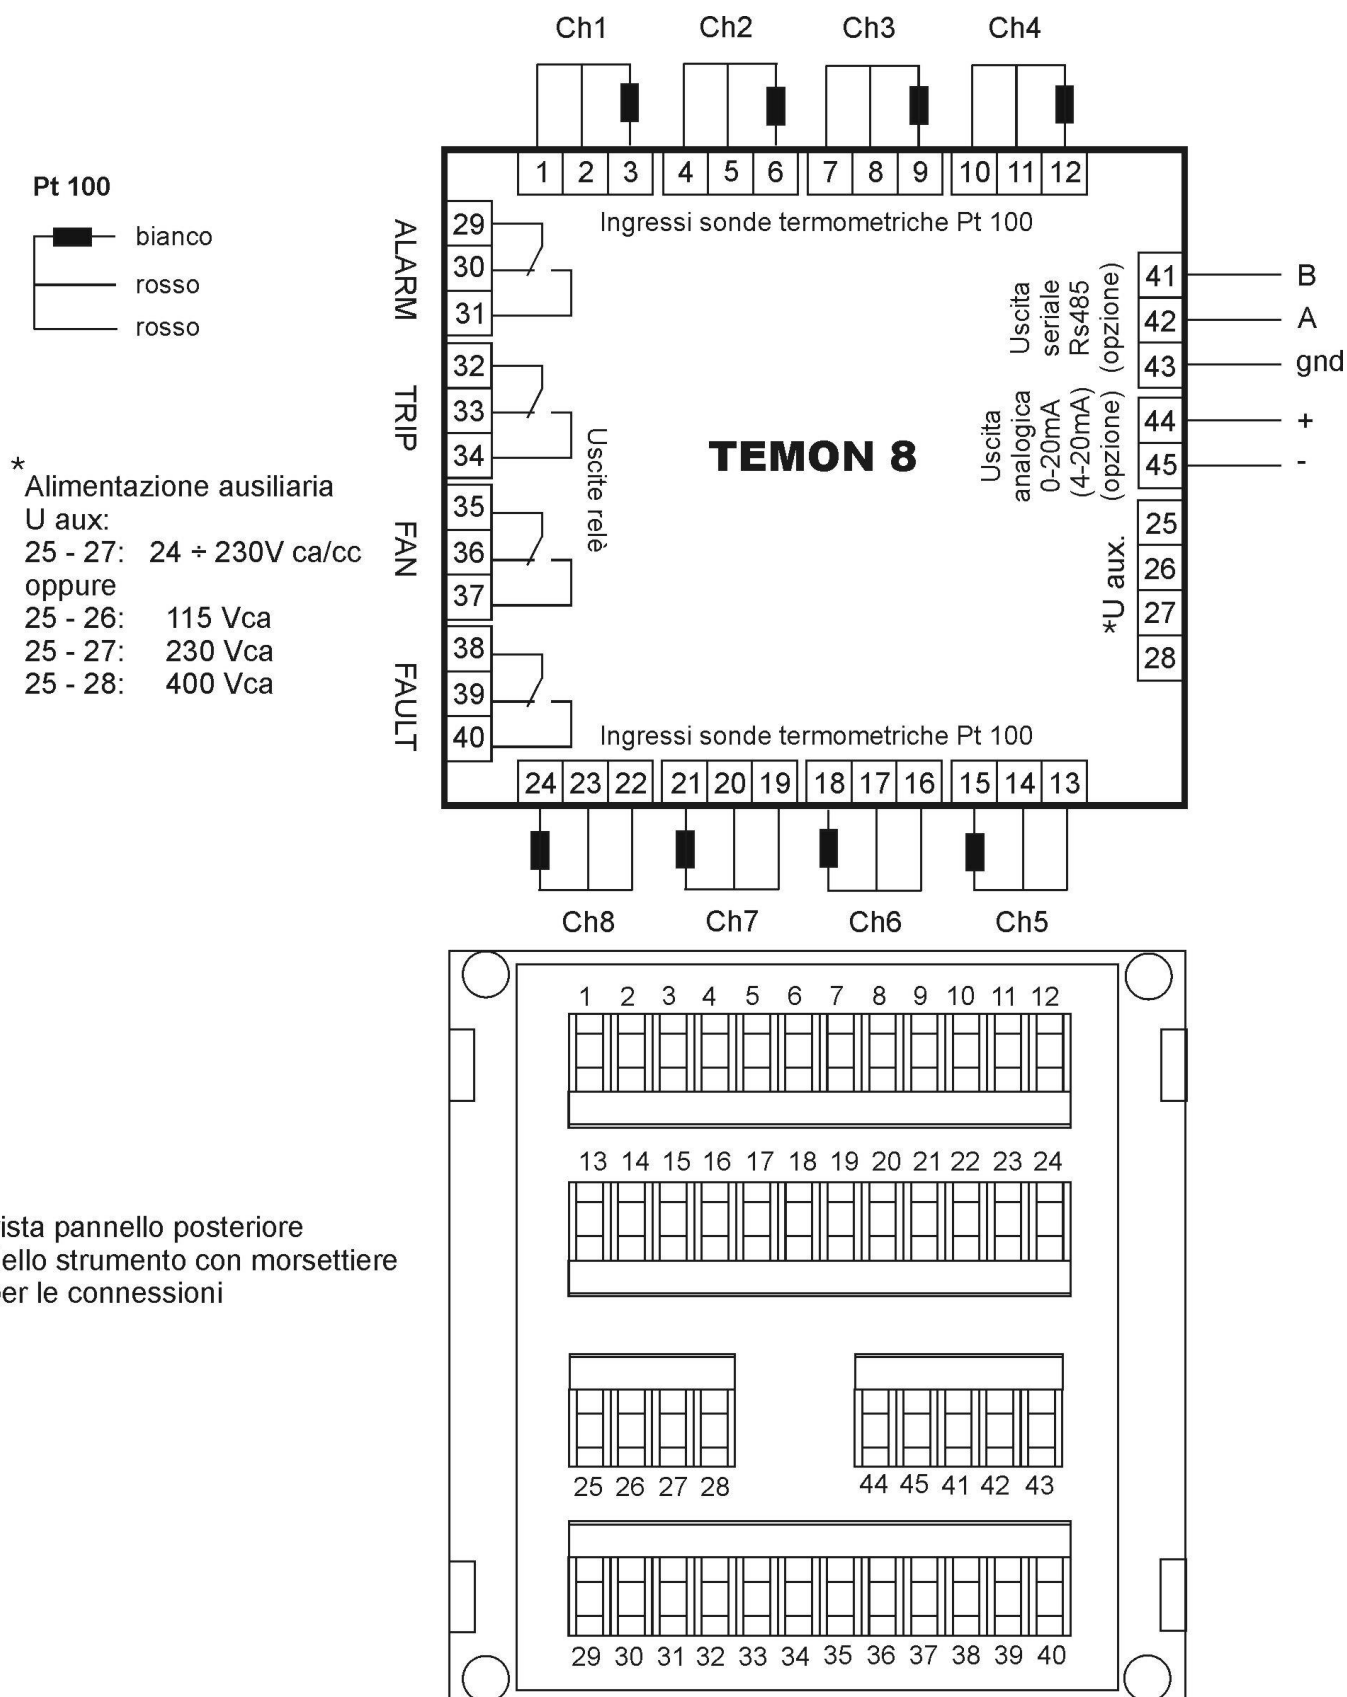 Ch1 Ch2 Ch3 Ch4
1 2 3 4 5 6 7 8 9 10 11 12
Ingressi sonde termometriche Pt 100
Pt 100
bianco
rosso
rosso
*
Alimentazione ausiliaria
U aux:
25 - 27: 24 ÷ 230V ca/cc
oppure
25 - 26: 115 Vca
25 - 27: 230 Vca
25 - 28: 400 Vca
ALARM
29
30
31
TRIP
32
33
34
FAN
35
36
37
FAULT
38
39
40
Uscite relè
TEMON 8
Uscita
seriale
Rs485
(opzione)
41 B
42 A
43 gnd
Uscita
analogica
0-20mA
(4-20mA)
(opzione)
44 +
45 -
*U aux.
25
26
27
28
Ingressi sonde termometriche Pt 100
24 23 22 21 20 19 18 17 16 15 14 13
Ch8 Ch7 Ch6 Ch5
1 2 3 4 5 6 7 8 9 10 11 12
13 14 15 16 17 18 19 20 21 22 23 24
ista pannello posteriore
ello strumento con morsettiere
er le connessioni
25 26 27 28 44 45 41 42 43
29 30 31 32 33 34 35 36 37 38 39 40